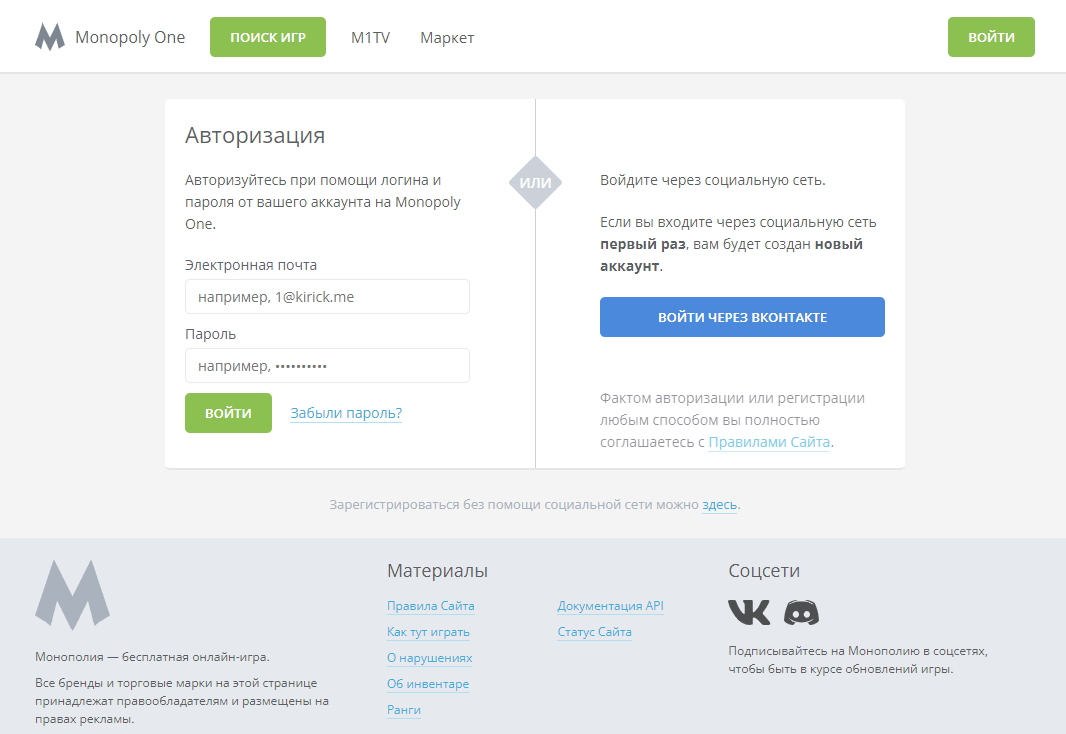 Monopoly One
ПОИСК ИГР
M1TV
Маркет
ВОЙТИ
Авторизация
Авторизуйтесь при помощи логина и
пароля от вашего аккаунта на Monopoly
One.
Электронная почта
например, 1@kirick.me
Пароль
например, ••••••••••
ВОЙТИ
Забыли пароль?
ИЛИ
Войдите через социальную сеть.
Если вы входите через социальную сеть
первый раз, вам будет создан новый
аккаунт.
ВОЙТИ ЧЕРЕЗ ВКОНТАКТЕ
Фактом авторизации или регистрации
любым способом вы полностью
соглашаетесь с Правилами Сайта.
Зарегистрироваться без помощи социальной сети можно здесь.
Монополия — бесплатная онлайн-игра.
Все бренды и торговые марки на этой странице
принадлежат правообладателям и размещены на
правах рекламы.
Материалы
Правила Сайта
Как тут играть
О нарушениях
Об инвентаре
Ранги
Документация API
Статус Сайта
Соцсети
Подписывайтесь на Монополию в соцсетях,
чтобы быть в курсе обновлений игры.